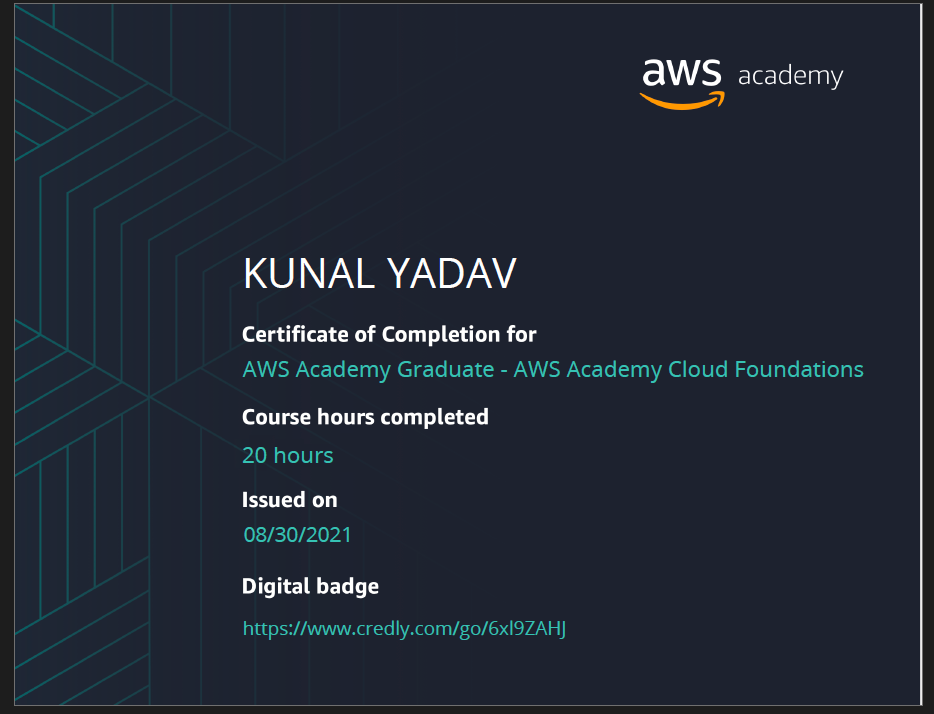 aws academy
KUNAL YADAV
Certificate of Completion for
AWS Academy Graduate - AWS Academy Cloud Foundations
Course hours completed
20 hours
Issued on
08/30/2021
Digital badge
https://www.credly.com/go/6xl9ZAHJ